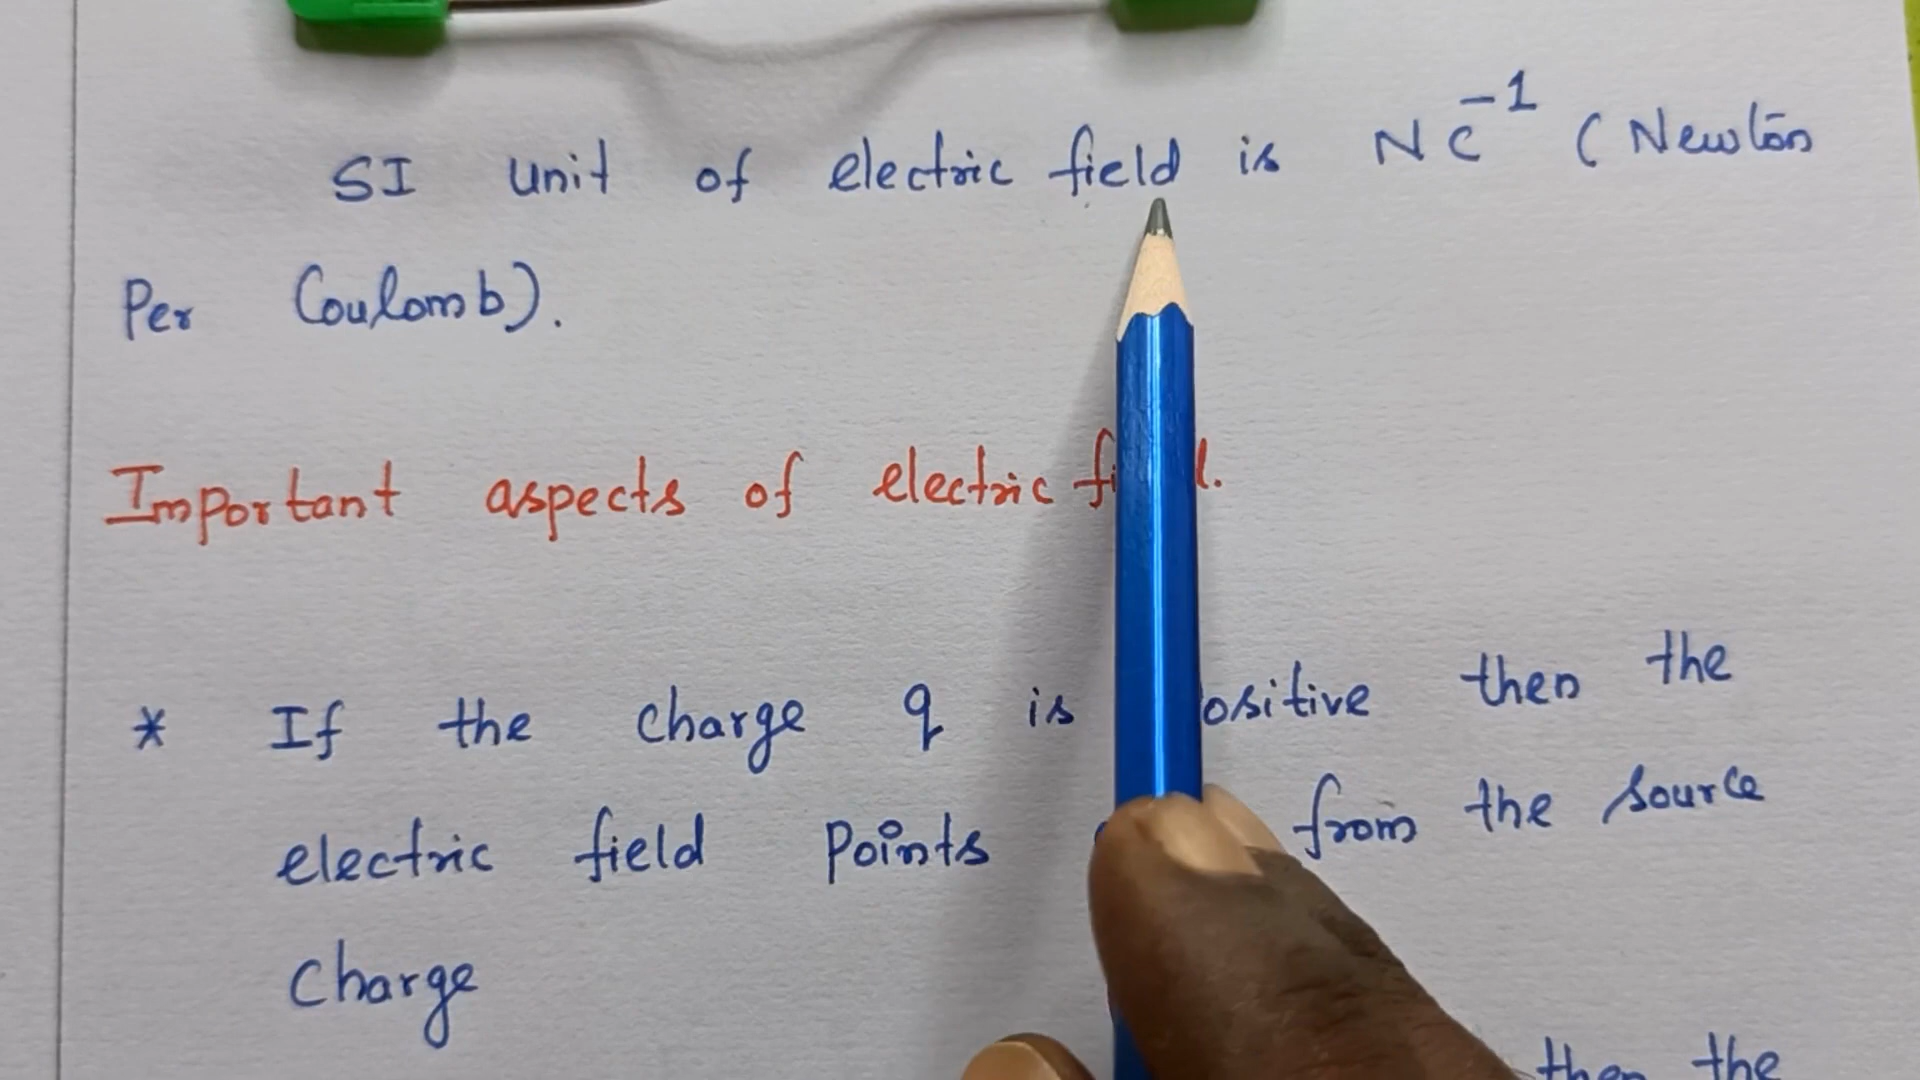 SI unit of electric field is NC⁻¹ (Newton
Per Coulomb).
Important aspects of electric
* If the charge q is then the
electric field Points from the source
charge
then the